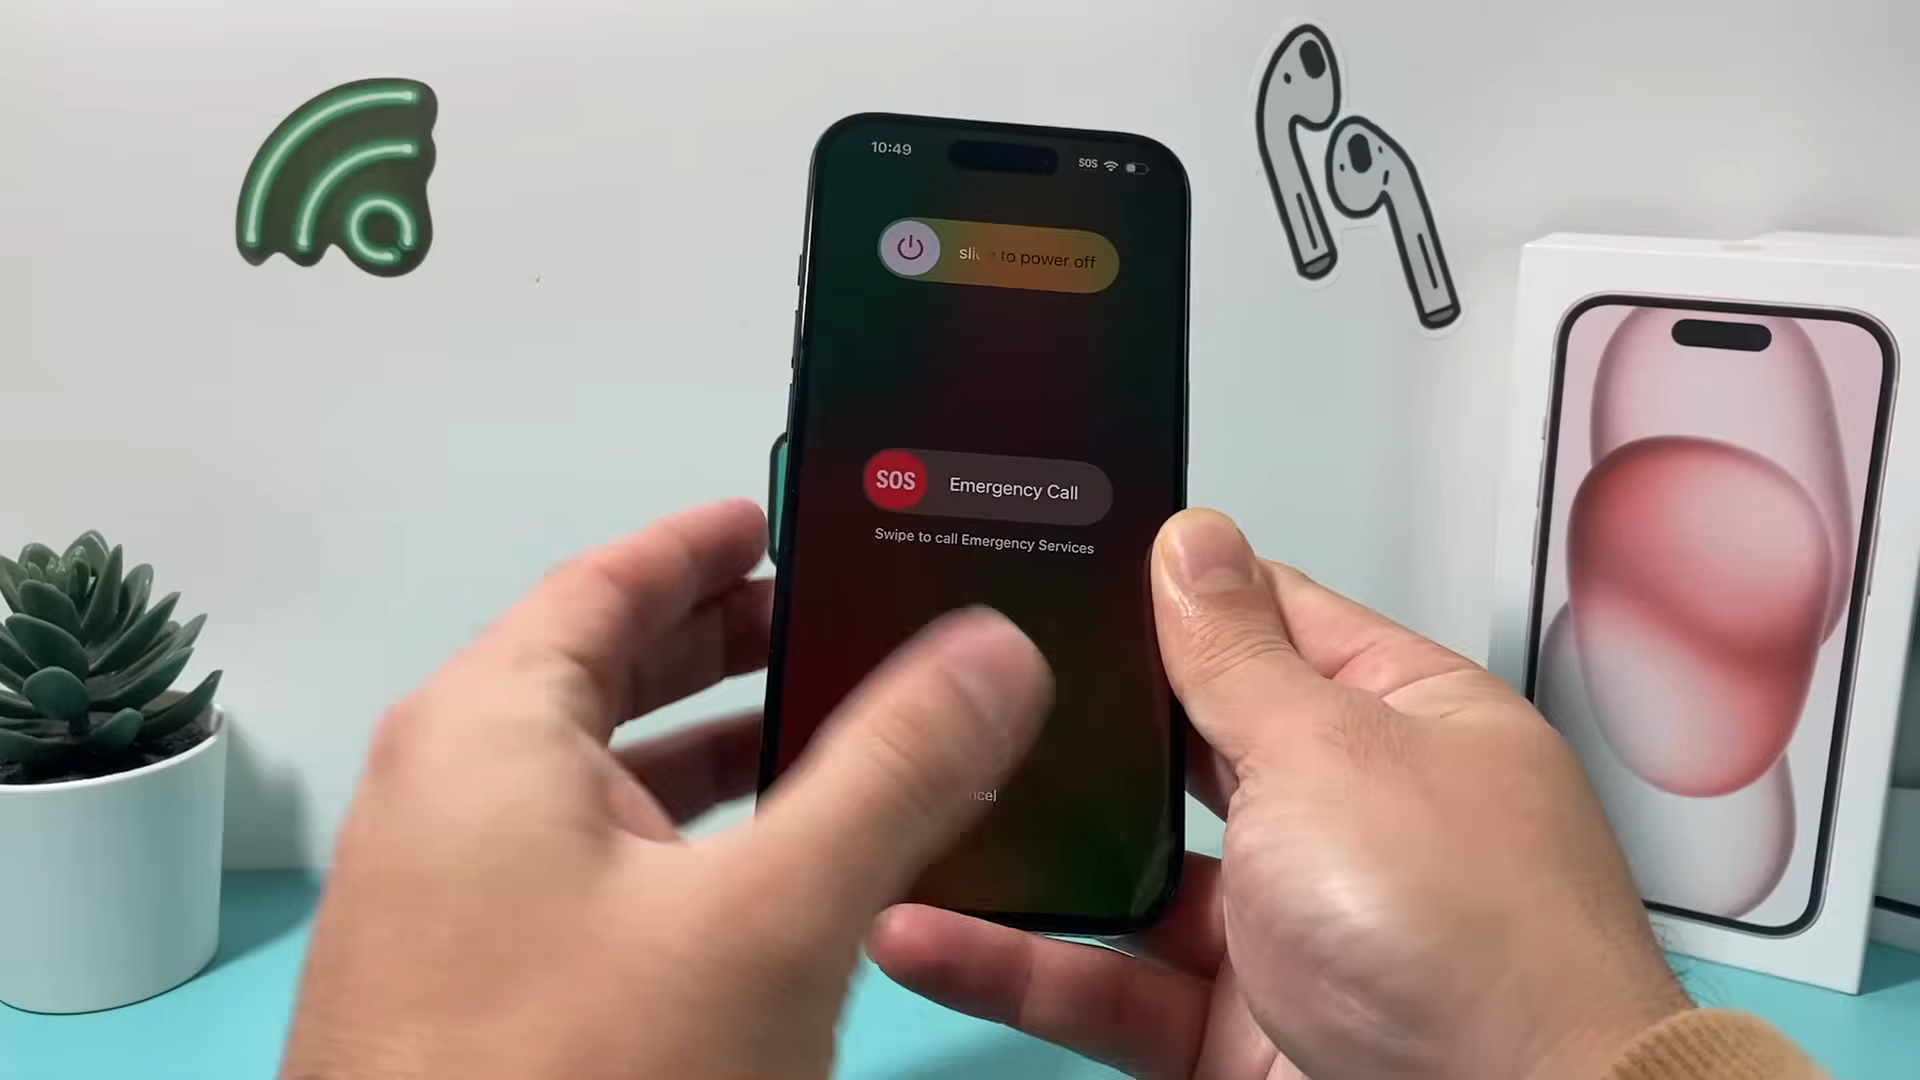 10:49
SOS
to power off
SOS
Emergency Call
Swipe to call Emergency Services